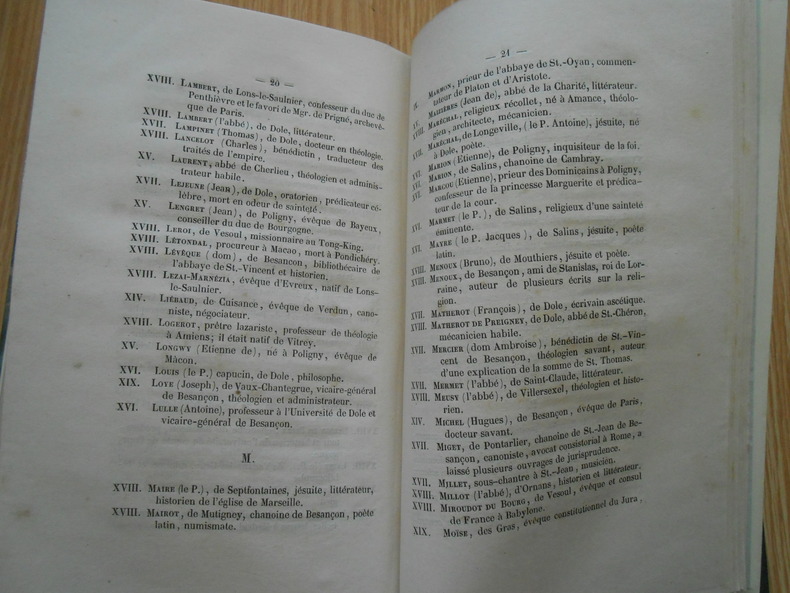 — 20 —
XVIII. LAMBERT, de Lons-le-Saulnier, confesseur du duc de
Penthièvre et le favori de Mgr. de Prigné, archevê-
que de Paris.
XVIII. LAMBERT (l'abbé), de Dole, littérateur.
XVII. LAMPINET (Thomas), de Dole, docteur en théologie.
XVIII. LANCELOT (Charles), bénédictin, traducteur des
traités de l'empire.
XV. LAURENT, abbé de Cherlieu, théologien et adminis-
trateur habile.
XVII. LEJEUNE (Jean), de Dole, oratorien, prédicateur cé-
lèbre, mort en odeur de sainteté.
XV. LENGRET (Jean), de Poligny, évêque de Bayeux,
conseiller du duc de Bourgogne.
XVIII. LEROI, de Vesoul, missionnaire au Tong-King.
XVIII. LÉTONDAL, procureur à Macao, mort à Pondichéry.
XVIII. LÉVÊQUE (dom), de Besançon, bibliothécaire de
l'abbaye de St.-Vincent et historien.
XVIII. LEZAI-MARNÉZIA, évêque d'Evreux, natif de Lons-
le-Saulnier.
XIV. LIÉBAUD, de Cuisance, évêque de Verdun, cano-
niste, négociateur.
XVIII. LOGEROT, prêtre lazariste, professeur de théologie
à Amiens; il était natif de Vitrey.
XV. LONGWY (Etienne de), né à Poligny, évêque de
Mâcon.
XVI. LOUIS (le P.) capucin, de Dole, philosophe.
XIX. LOYE (Joseph), de Vaux-Chantegrue, vicaire-général
de Besançon, théologien et administrateur.
XVI. LULLE (Antoine), professeur à l'Université de Dole et
vicaire-général de Besançon.
M.
XVIII. MAIRE (le P.), de Septfontaines, jésuite, littérateur,
historien de l'église de Marseille.
XVIII. MAIROT, de Mutigney, chanoine de Besançon, poëte
latin, numismate.
— 21 —
MARMON, prieur de l'abbaye de St.-Oyan, commen-
tateur de Platon et d'Aristote.
MAZIÈRES (Jean de), abbé de la Charité, littérateur.
MARÉCHAL, religieux récollet, né à Amance, théolo-
gien, architecte, mécanicien.
MARÉCHAL, de Longeville, (le P. Antoine), jésuite, né
à Dole, poète.
MARION (Etienne), de Poligny, inquisiteur de la foi.
MARION, de Salins, chanoine de Cambray.
MARGOU (Etienne), prieur des Dominicains à Poligny,
confesseur de la princesse Marguerite et prédica-
teur de la cour.
XVI. MARMET (le P.), de Salins, religieux d'une sainteté
éminente.
XVI. MAYRE (le P. Jacques), de Salins, jésuite, poëte
latin.
XVIII. MENOUX (Bruno), de Mouthiers, jésuite et poëte.
XVIII. MENOUX, de Besançon, ami de Stanislas, roi de Lor-
raine, auteur de plusieurs écrits sur la reli-
gion.
XVII. MATHEROT (François), de Dole, écrivain ascétique.
XVIII. MATHEROT DE PREIGNEY, de Dole, abbé de St.-Chéron,
mécanicien habile.
XVII. MERCIER (dom Ambroise), bénédictin de St.-Vin-
cent de Besançon, théologien savant, auteur
d'une explication de la somme de St. Thomas.
XVII. MERMET (l'abbé), de Saint-Claude, littérateur.
XVIII. MEUSY (l'abbé), de Villersexel, théologien et histo-
rien.
XIV. MICHEL (Hugues), de Besançon, évêque de Paris,
docteur savant.
XVII. MIGET, de Pontarlier, chanoine de St.-Jean de Be-
sançon, canoniste, avocat consistorial à Rome, a
laissé plusieurs ouvrages de jurisprudence.
XVII. MILLET, sous-chantre à St.-Jean, musicien.
XVIII. MILLOT (l'abbé), d'Ornans, historien et littérateur.
XVIII. MIROUDOT DU BOURG, de Vesoul, évêque et consul
de France à Babylone.
XIX. MOÏSE, des Gras, évêque constitutionnel du Jura,